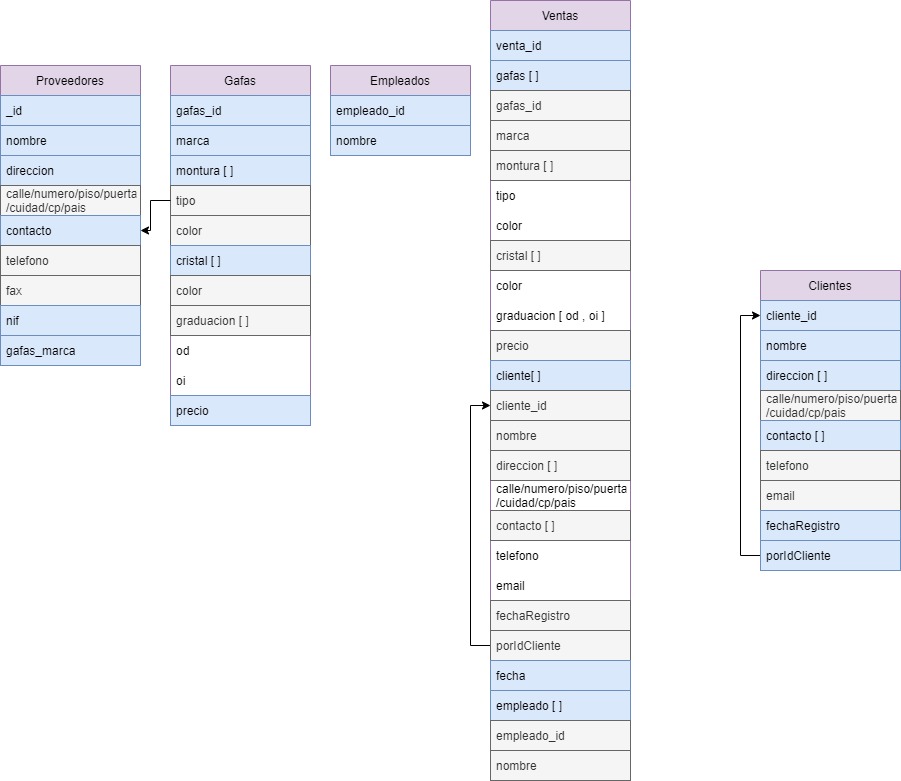 Proveedores
_id
nombre
direccion
calle/numero/piso/puerta
/cuidad/cp/pais
contacto
telefono
fax
nif
gafas_marca
Gafas
gafas_id
marca
montura [ ]
tipo
color
cristal [ ]
color
graduacion [ ]
od
oi
precio
Empleados
empleado_id
nombre
Ventas
venta_id
gafas [ ]
gafas_id
marca
montura [ ]
tipo
color
cristal [ ]
color
graduacion [ od , oi ]
precio
cliente[ ]
cliente_id
nombre
direccion [ ]
calle/numero/piso/puerta
/cuidad/cp/pais
contacto [ ]
telefono
email
fechaRegistro
porIdCliente
fecha
empleado [ ]
empleado_id
nombre
Clientes
cliente_id
nombre
direccion [ ]
calle/numero/piso/puerta
/cuidad/cp/pais
contacto [ ]
telefono
email
fechaRegistro
porIdCliente